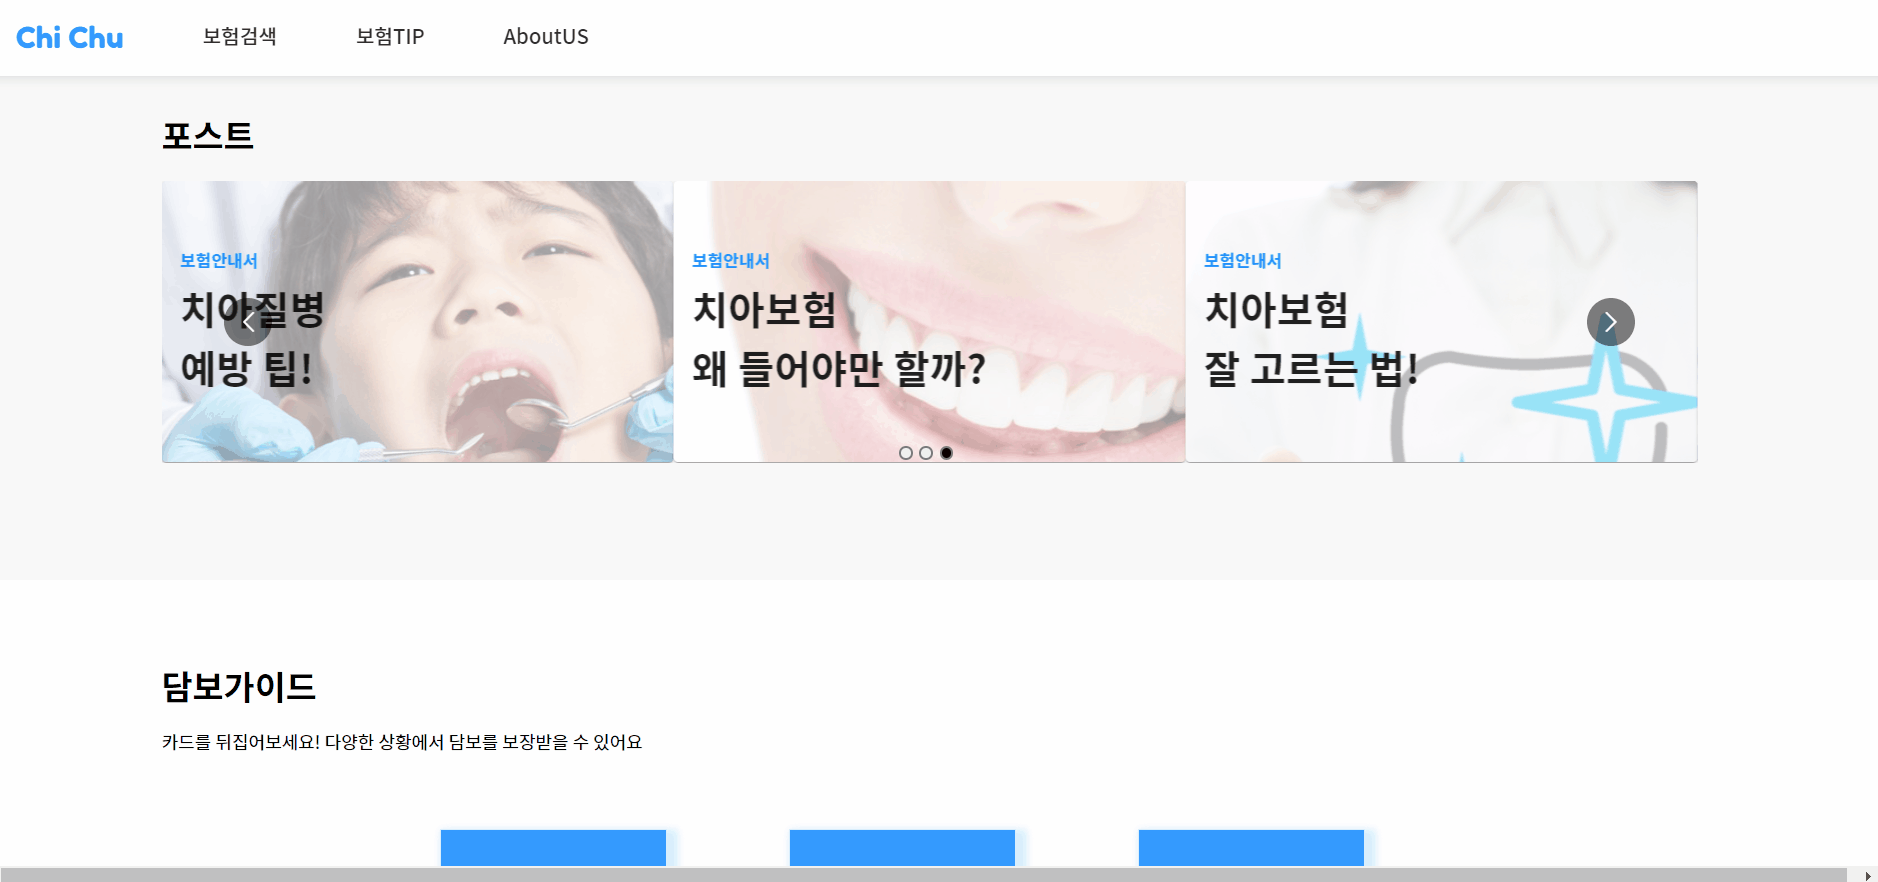 Chi Chu
보험검색
보험TIP
AboutUS
포스트
보험안내서
치아질병
예방 팁!
보험안내서
치아보험
왜 들어야만 할까?
보험안내서
치아보험
잘 고르는 법!
담보가이드
카드를 뒤집어보세요! 다양한 상황에서 담보를 보장받을 수 있어요